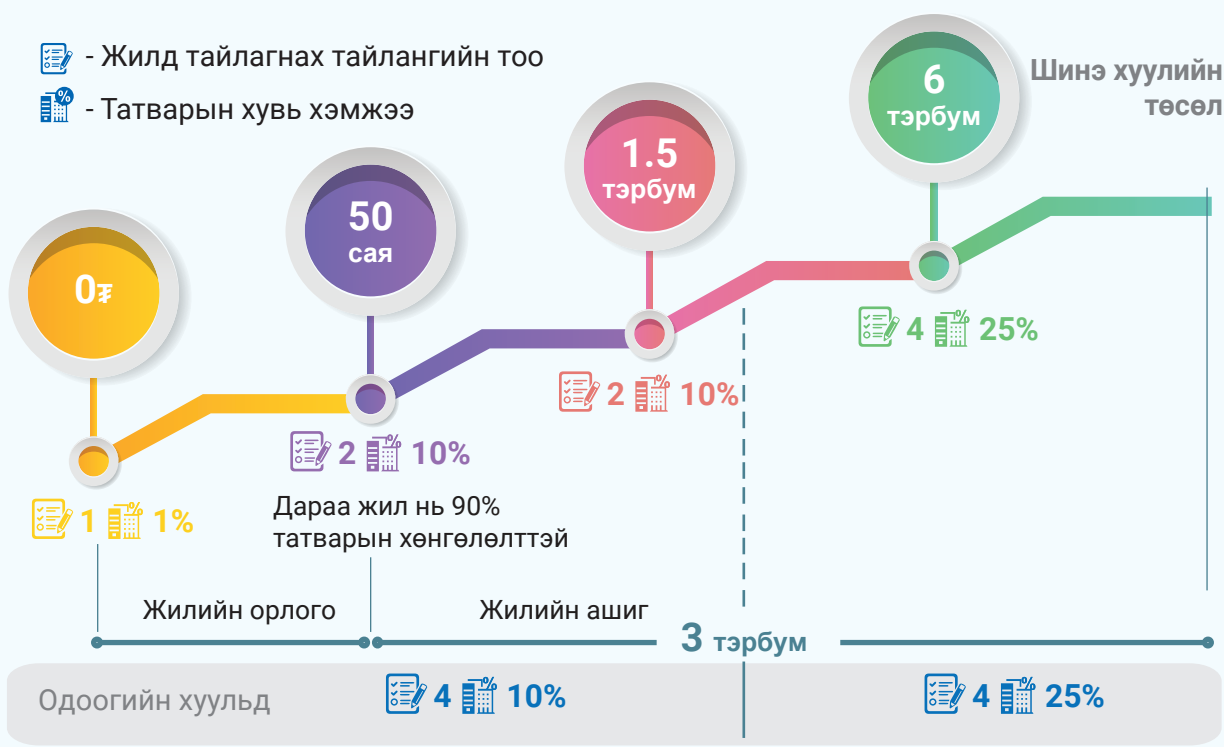 - Жилд тайлагнах тайлангийн тоо
- Татварын хувь хэмжээ
Шинэ хуулийн
төсөл
0₮
50
сая
1.5
тэрбум
6
тэрбум
1 1%
2 10%
Дараа жил нь 90%
татварын хөнгөлөлттэй
2 10%
4 25%
Жилийн орлого
Жилийн ашиг
3 тэрбум
Одоогийн хуульд
4 10%
4 25%